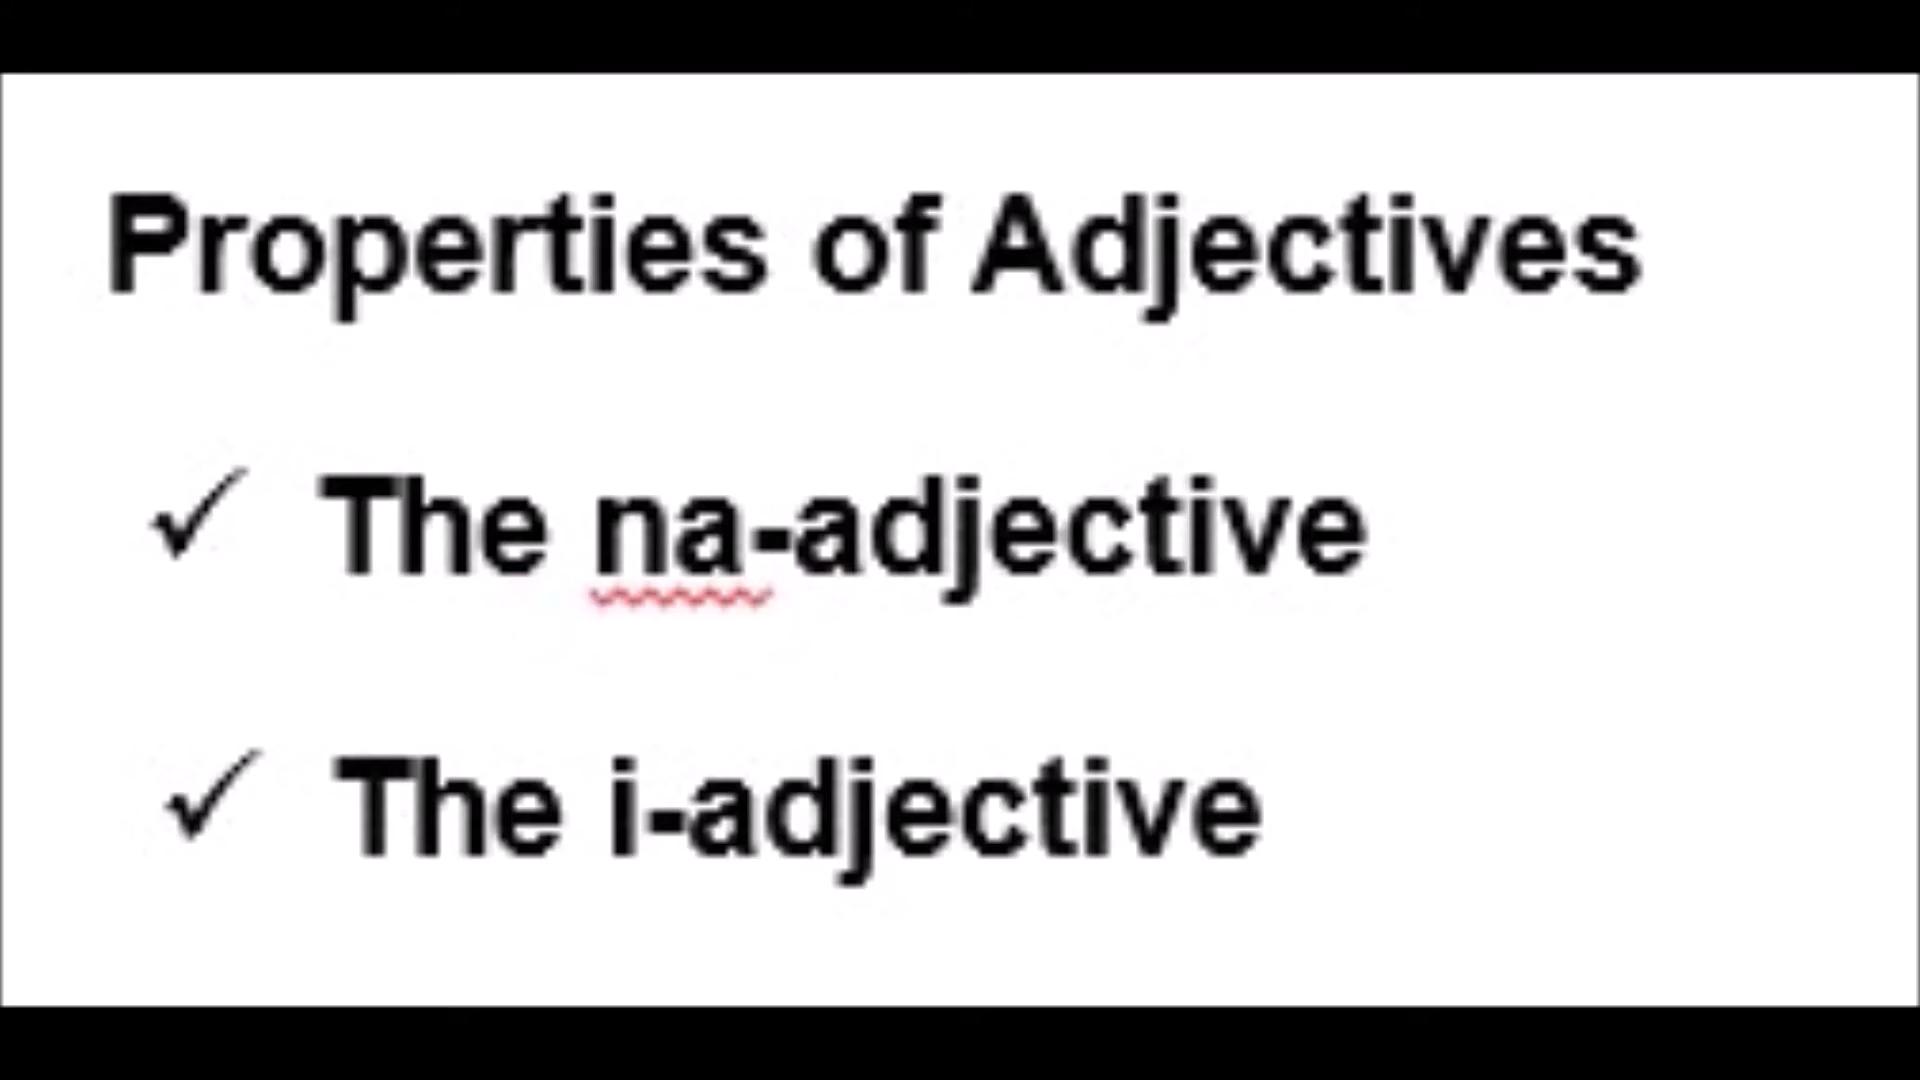 Properties of Adjectives
✓ The na-adjective
✓ The i-adjective